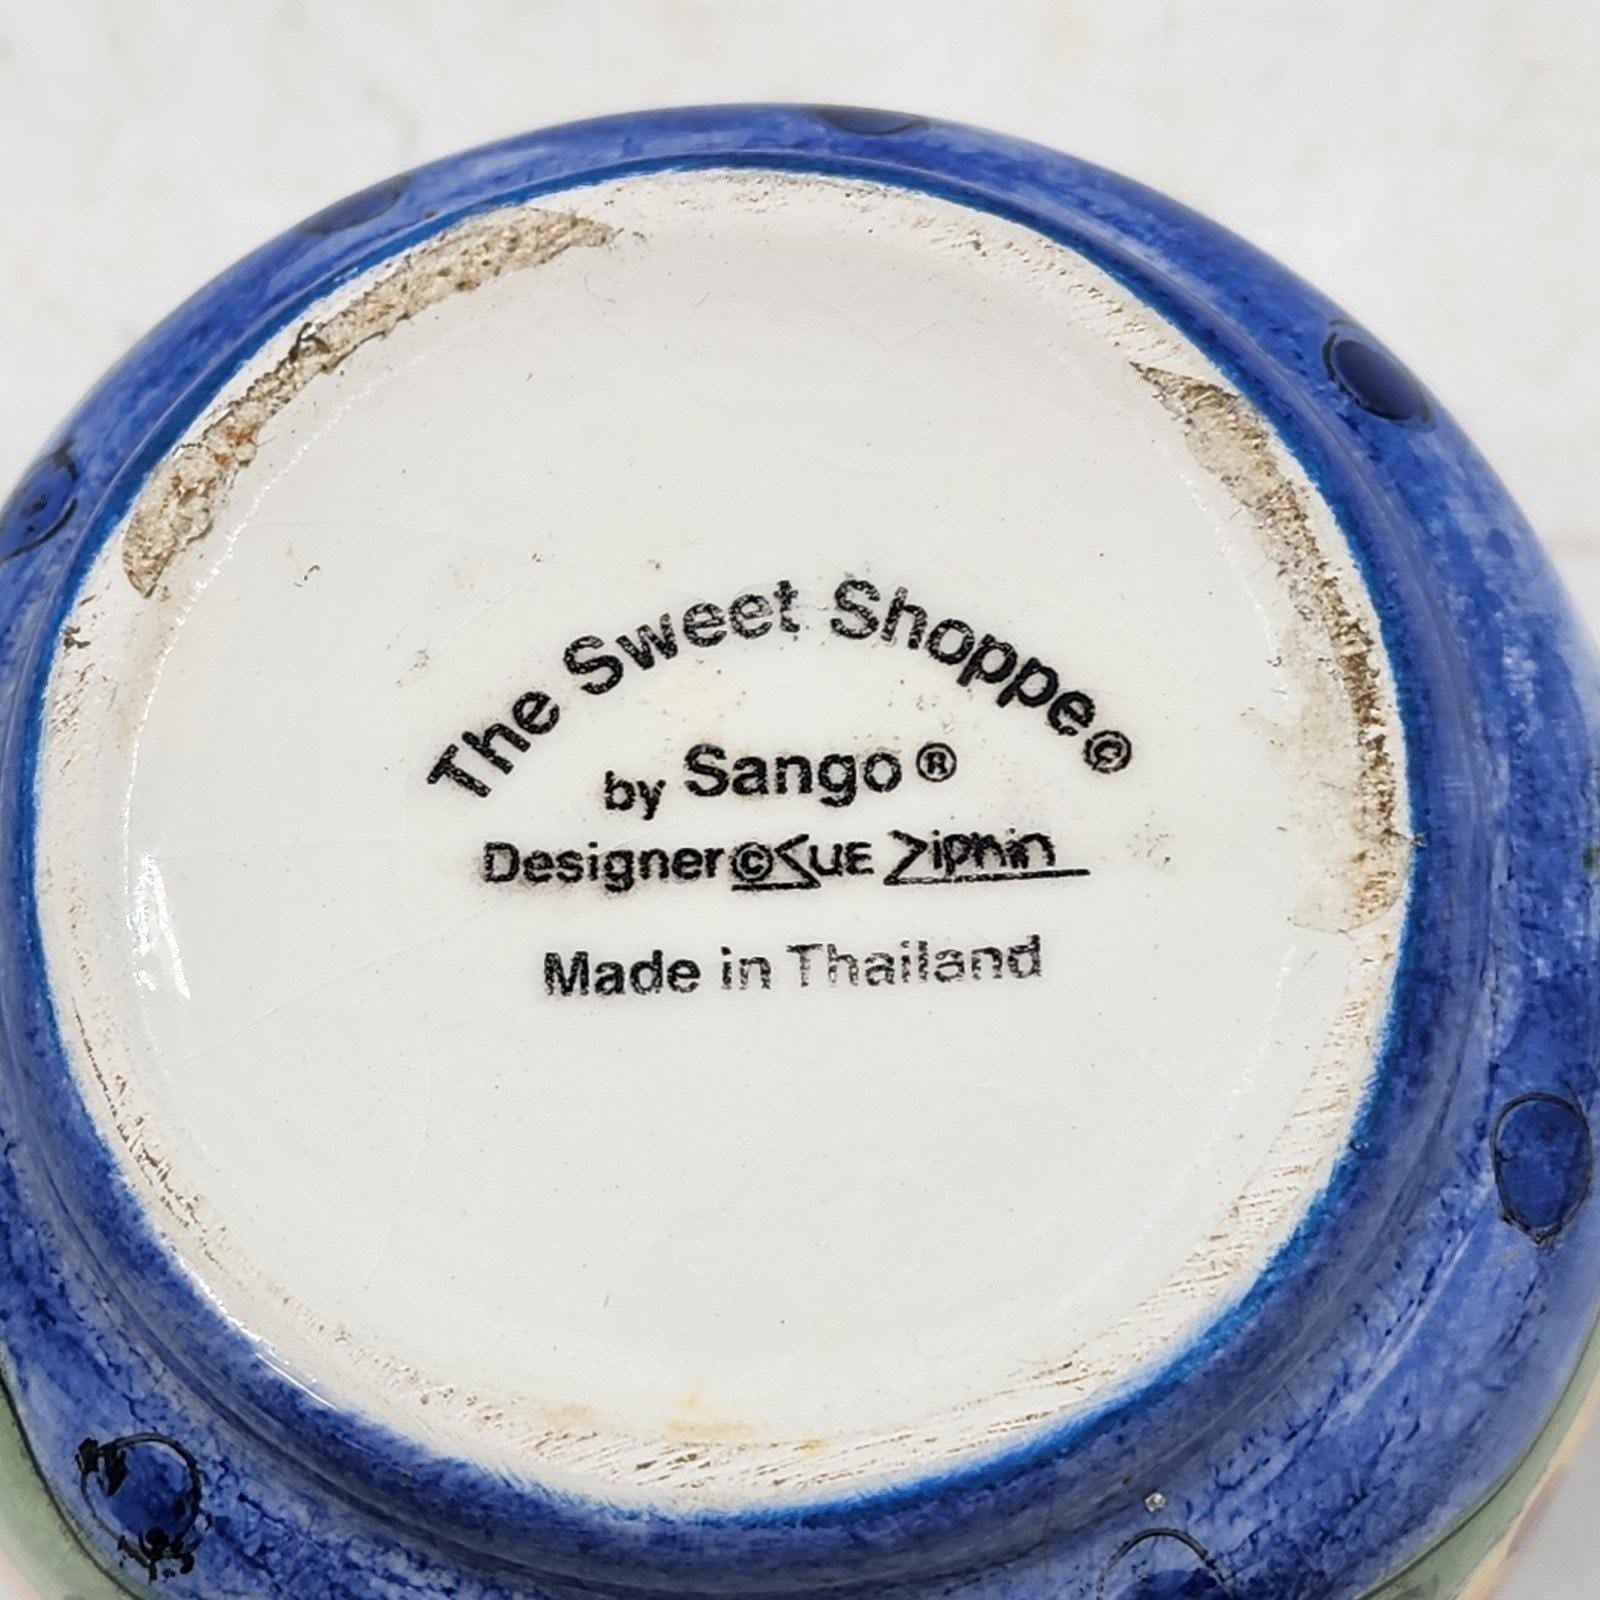 The Sweet Shoppe©
by Sango®
Designer © Sue Zipkin
Made in Thailand